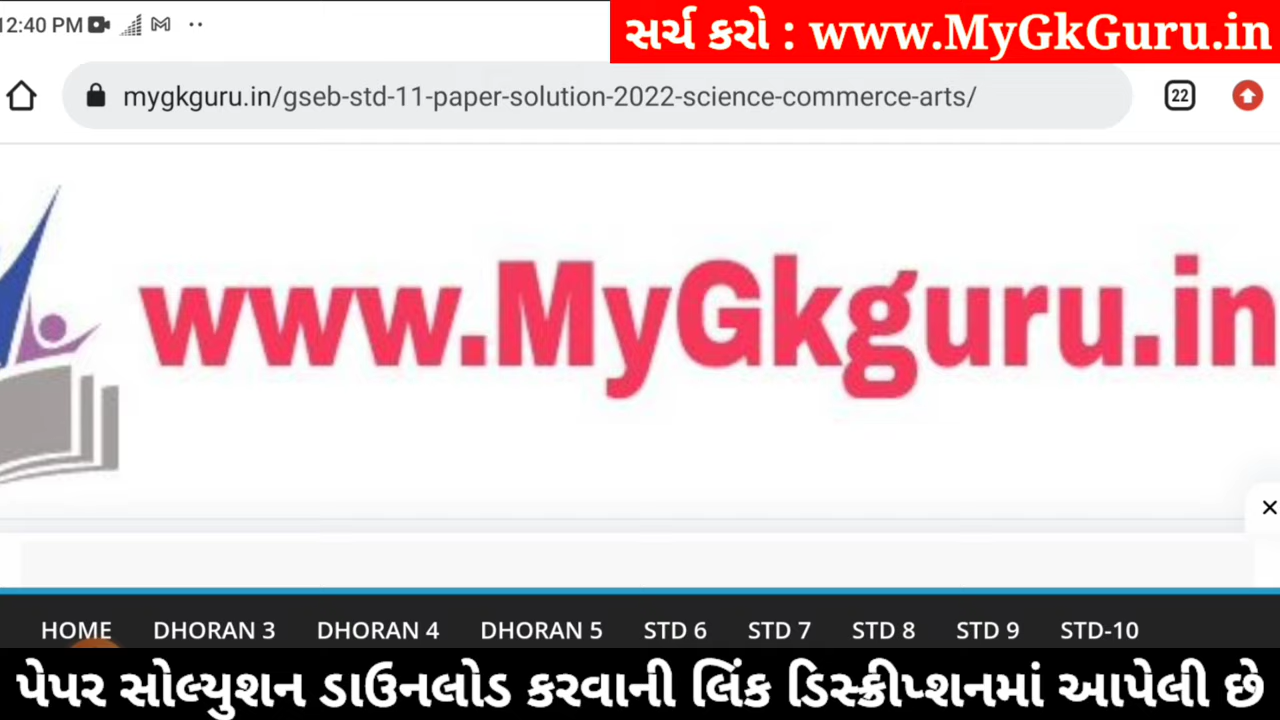 12:40 PM
સર્ચ કરો : www.MyGkGuru.in
mygkguru.in/gseb-std-11-paper-solution-2022-science-commerce-arts/
22
www.MyGkguru.in
HOME DHORAN 3 DHORAN 4 DHORAN 5 STD 6 STD 7 STD 8 STD 9 STD-10
પેપર સોલ્યુશન ડાઉનલોડ કરવાની લિંક ડિસ્ક્રીપ્શનમાં આપેલી છે